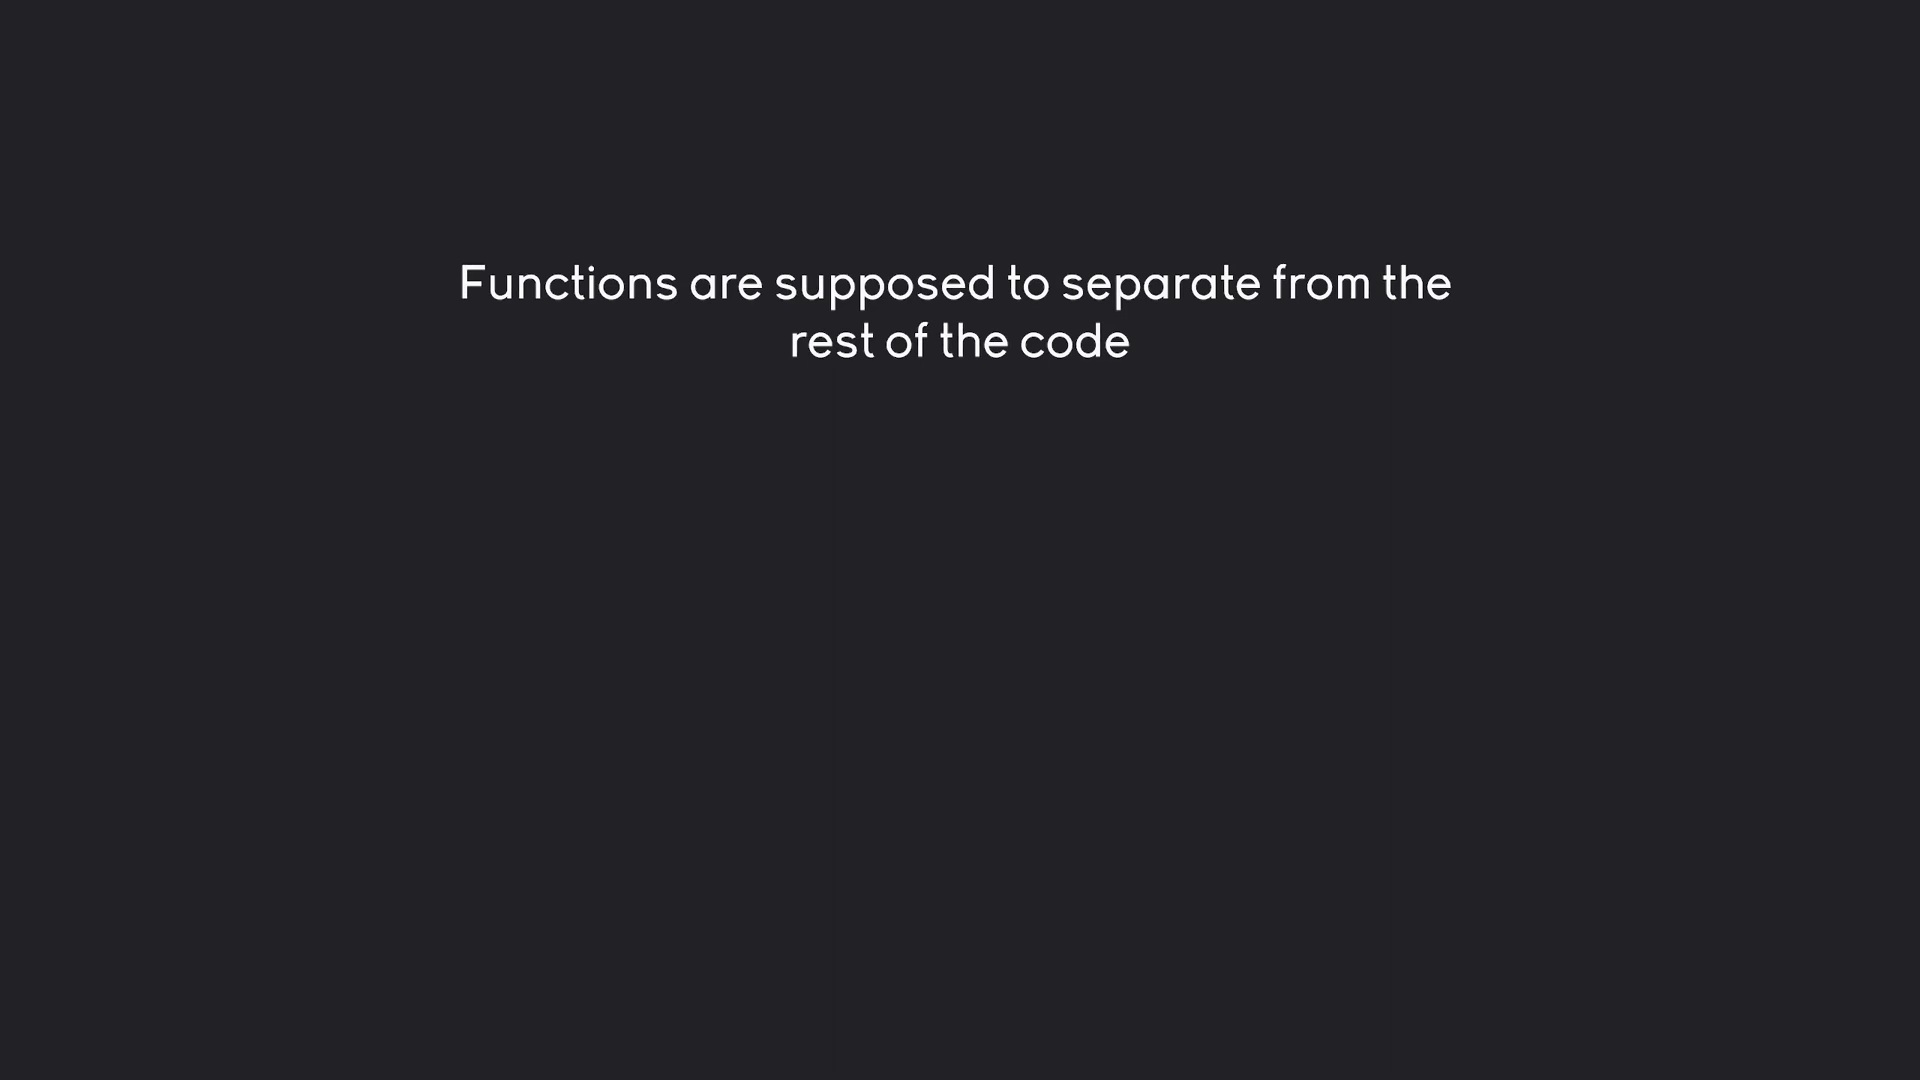 Functions are supposed to separate from the
rest of the code